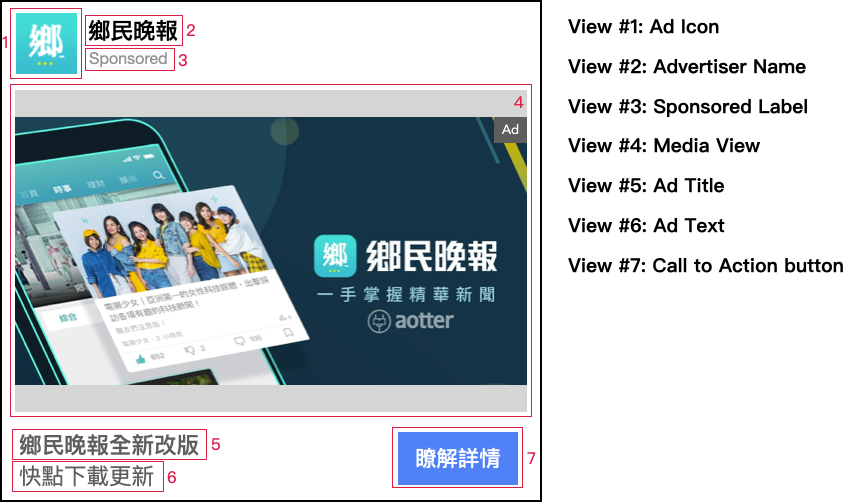 1
鄉
鄉民晚報
2
Sponsored
3
View #1: Ad Icon
View #2: Advertiser Name
View #3: Sponsored Label
View #4: Media View
View #5: Ad Title
View #6: Ad Text
View #7: Call to Action button
4
Ad
時事
理財
娛樂
綜合
電獺少女｜亞洲第一的女性科技媒體，出擊採
訪各項有趣的科技新聞！
電獺少女 · 2 小時前
652
2
106
鄉 鄉民晚報
一手掌握精華新聞
aotter
鄉民晚報全新改版
5
快點下載更新
6
瞭解詳情
7